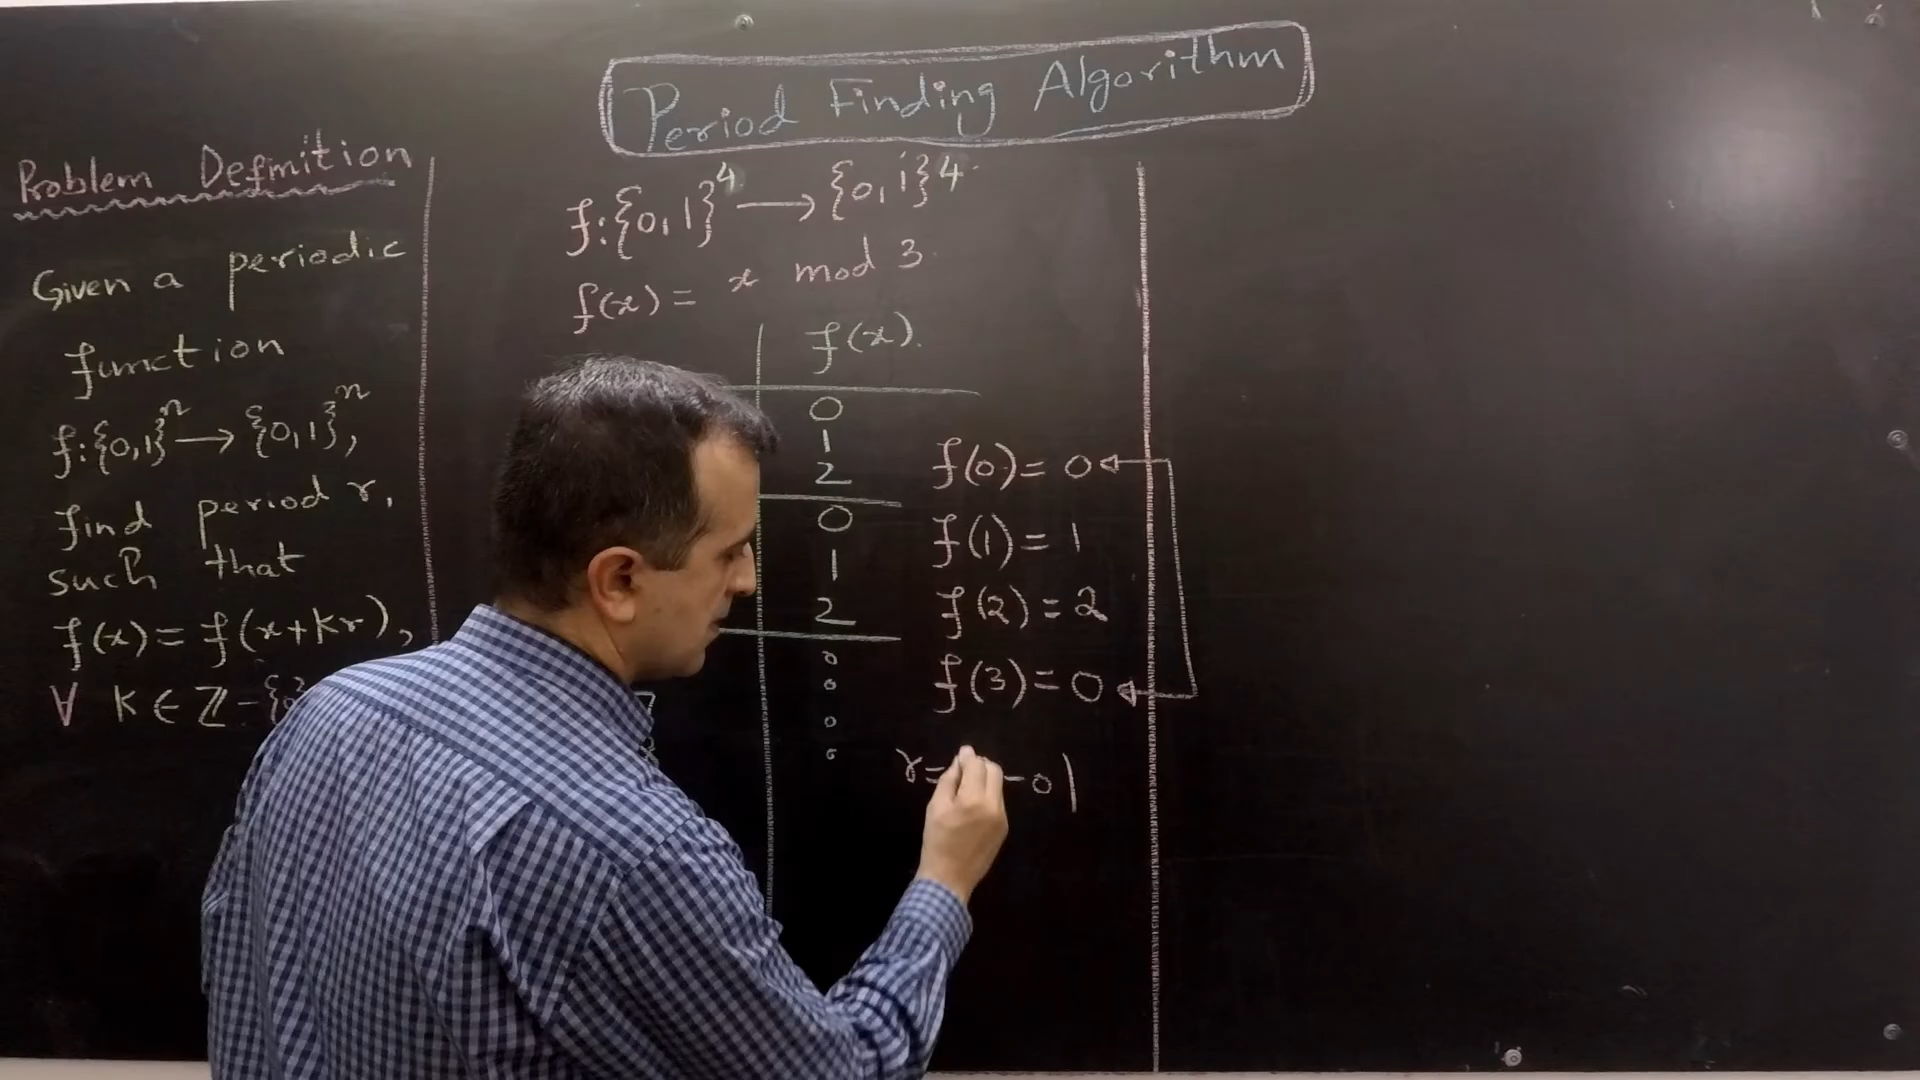 Period Finding Algorithm
Problem Definition
Given a periodic
function
f:{0,1}^n → {0,1}^n,
find period r,
such that
f(x) = f(x+kr),
∀ K ∈ ℤ -
f:{0,1}^4 → {0,1}^4.
f(x) = x mod 3.
f(x).
0
1
2
0
1
2
f(0) = 0
f(1) = 1
f(2) = 2
f(3) = 0
r= -0|